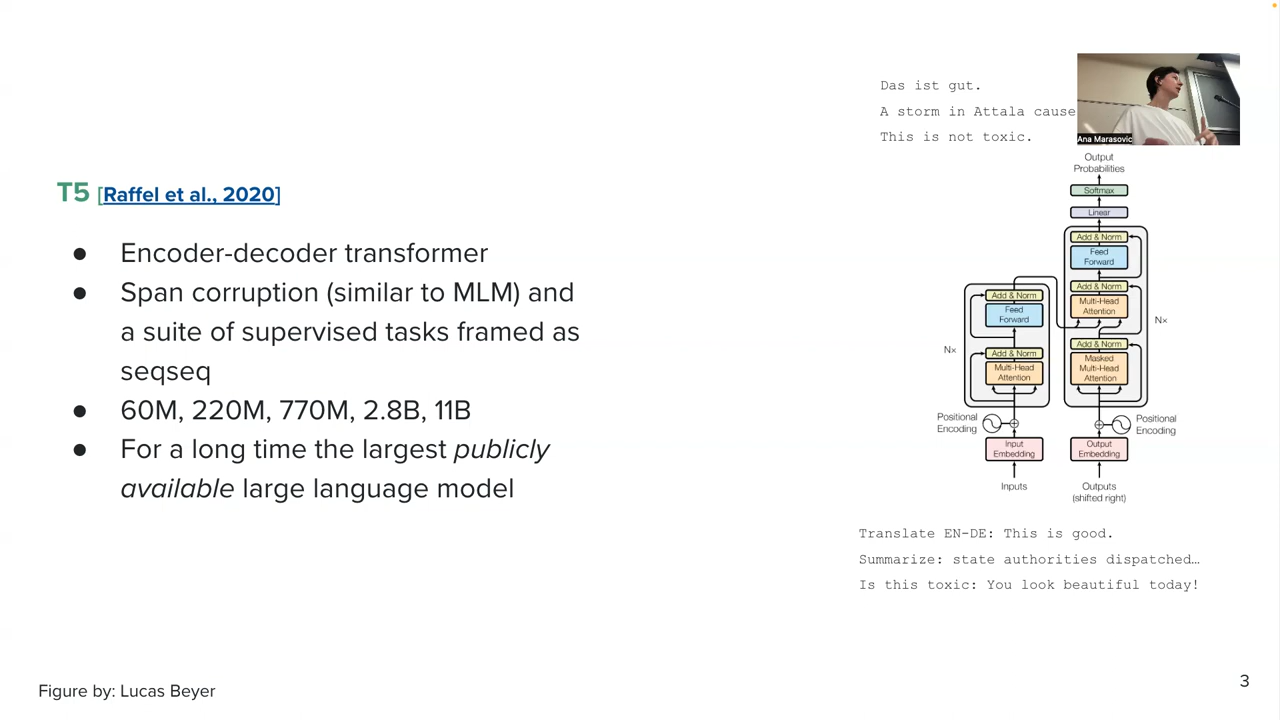 Das ist gut.
A storm in Attala cause
This is not toxic.
Ana Marasovic
T5 [Raffel et al., 2020]
● Encoder-decoder transformer
● Span corruption (similar to MLM) and
a suite of supervised tasks framed as
seqseq
● 60M, 220M, 770M, 2.8B, 11B
● For a long time the largest publicly
available large language model
Output
Probabilities
Softmax
Linear
Add & Norm
Feed
Forward
Add & Norm
Multi-Head
Attention
Add & Norm
Masked
Multi-Head
Attention
Nx
Positional
Encoding
Output
Embedding
Outputs
(shifted right)
Add & Norm
Feed
Forward
Add & Norm
Multi-Head
Attention
Nx
Positional
Encoding
Input
Embedding
Inputs
Translate EN-DE: This is good.
Summarize: state authorities dispatched…
Is this toxic: You look beautiful today!
Figure by: Lucas Beyer
3